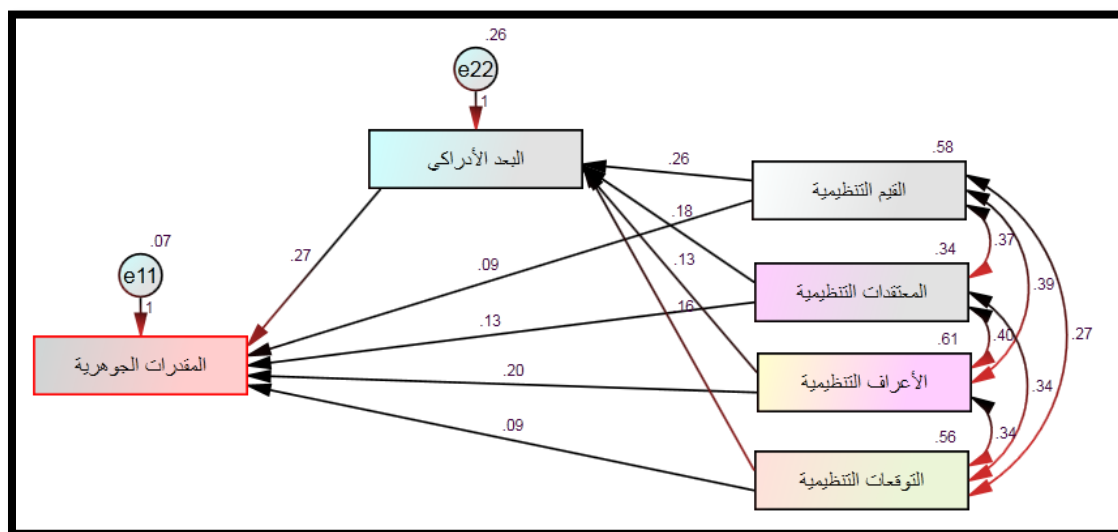 .26
e22
1
البعد الأدراكي
.26
.58
القيم التنظيمية
.18
.37
.07
e11
1
.27
.09
.13
.34
المعتقدات التنظيمية
.39
.13
.16
.61
.40
.27
المقدرات الجوهرية
.20
الأعراف التنظيمية
.34
.09
.56
.34
التوقعات التنظيمية